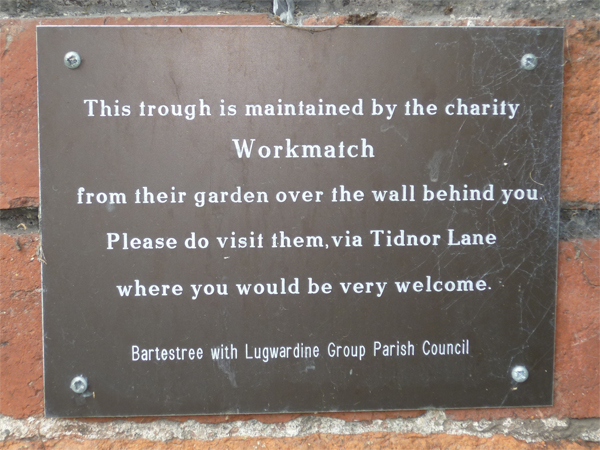 This trough is maintained by the charity
Workmatch
from their garden over the wall behind you.
Please do visit them,via Tidnor Lane
where you would be very welcome.
Bartestree with Lugwardine Group Parish Council